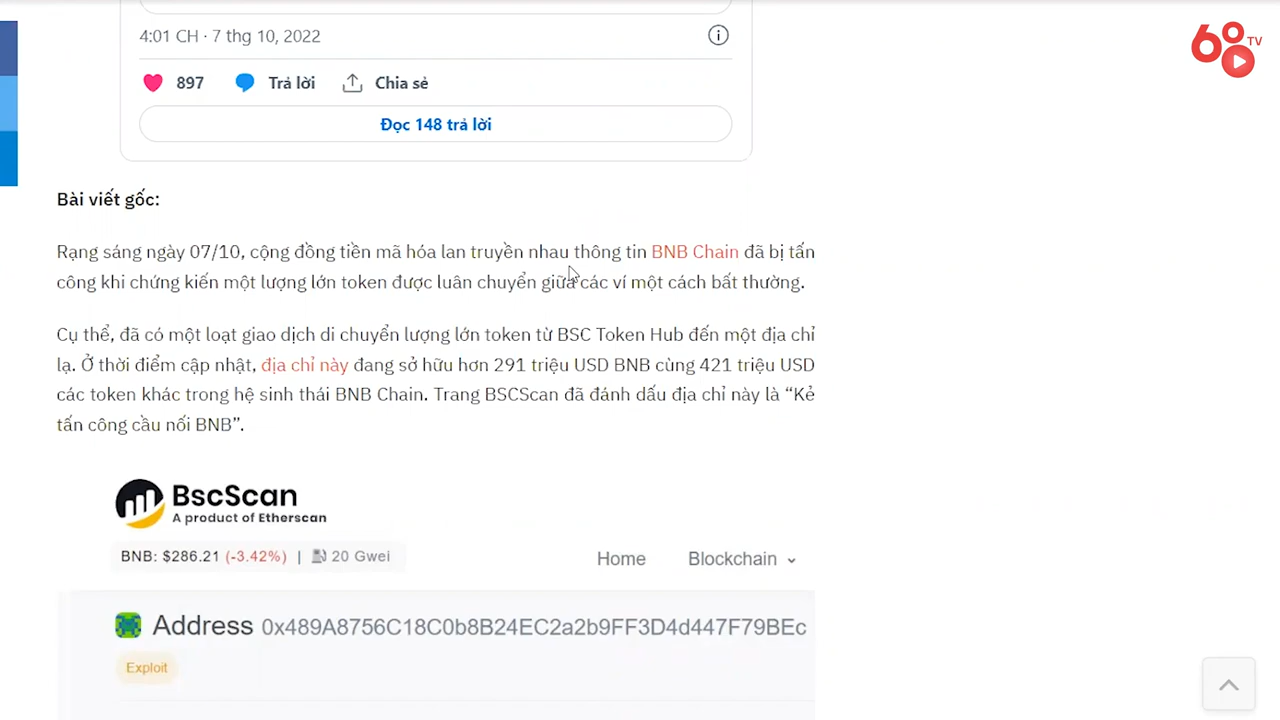 4:01 CH · 7 thg 10, 2022
897 Trả lời Chia sẻ
Đọc 148 trả lời
60 TV
Bài viết gốc:
Rạng sáng ngày 07/10, cộng đồng tiền mã hóa lan truyền nhau thông tin BNB Chain đã bị tấn
công khi chứng kiến một lượng lớn token được luân chuyển giữa các ví một cách bất thường.
Cụ thể, đã có một loạt giao dịch di chuyển lượng lớn token từ BSC Token Hub đến một địa chỉ
lạ. Ở thời điểm cập nhật, địa chỉ này đang sở hữu hơn 291 triệu USD BNB cùng 421 triệu USD
các token khác trong hệ sinh thái BNB Chain. Trang BSCScan đã đánh dấu địa chỉ này là “Kẻ
tấn công cầu nối BNB”.
BscScan
A product of Etherscan
BNB: $286.21 (-3.42%) | 20 Gwei
Home Blockchain
Address 0x489A8756C18C0b8B24EC2a2b9FF3D4d447F79BEc
Exploit